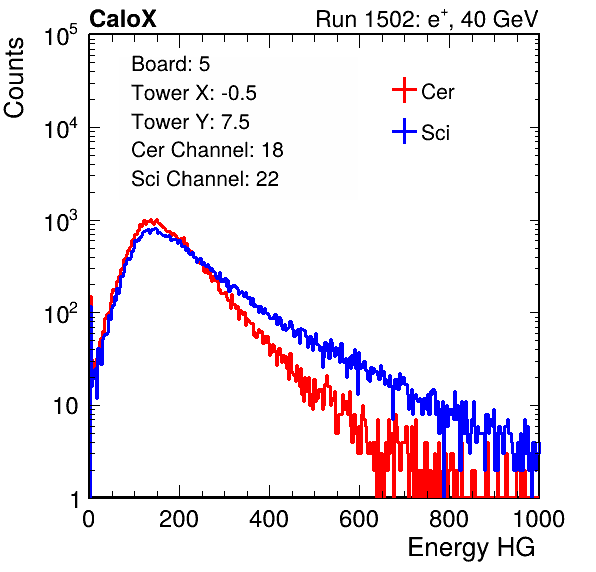 CaloX Run 1502: e⁺, 40 GeV
Counts
10⁵
10⁴
10³
10²
10
1
Board: 5
Tower X: -0.5
Tower Y: 7.5
Cer Channel: 18
Sci Channel: 22
Cer
Sci
0 200 400 600 800 1000
Energy HG